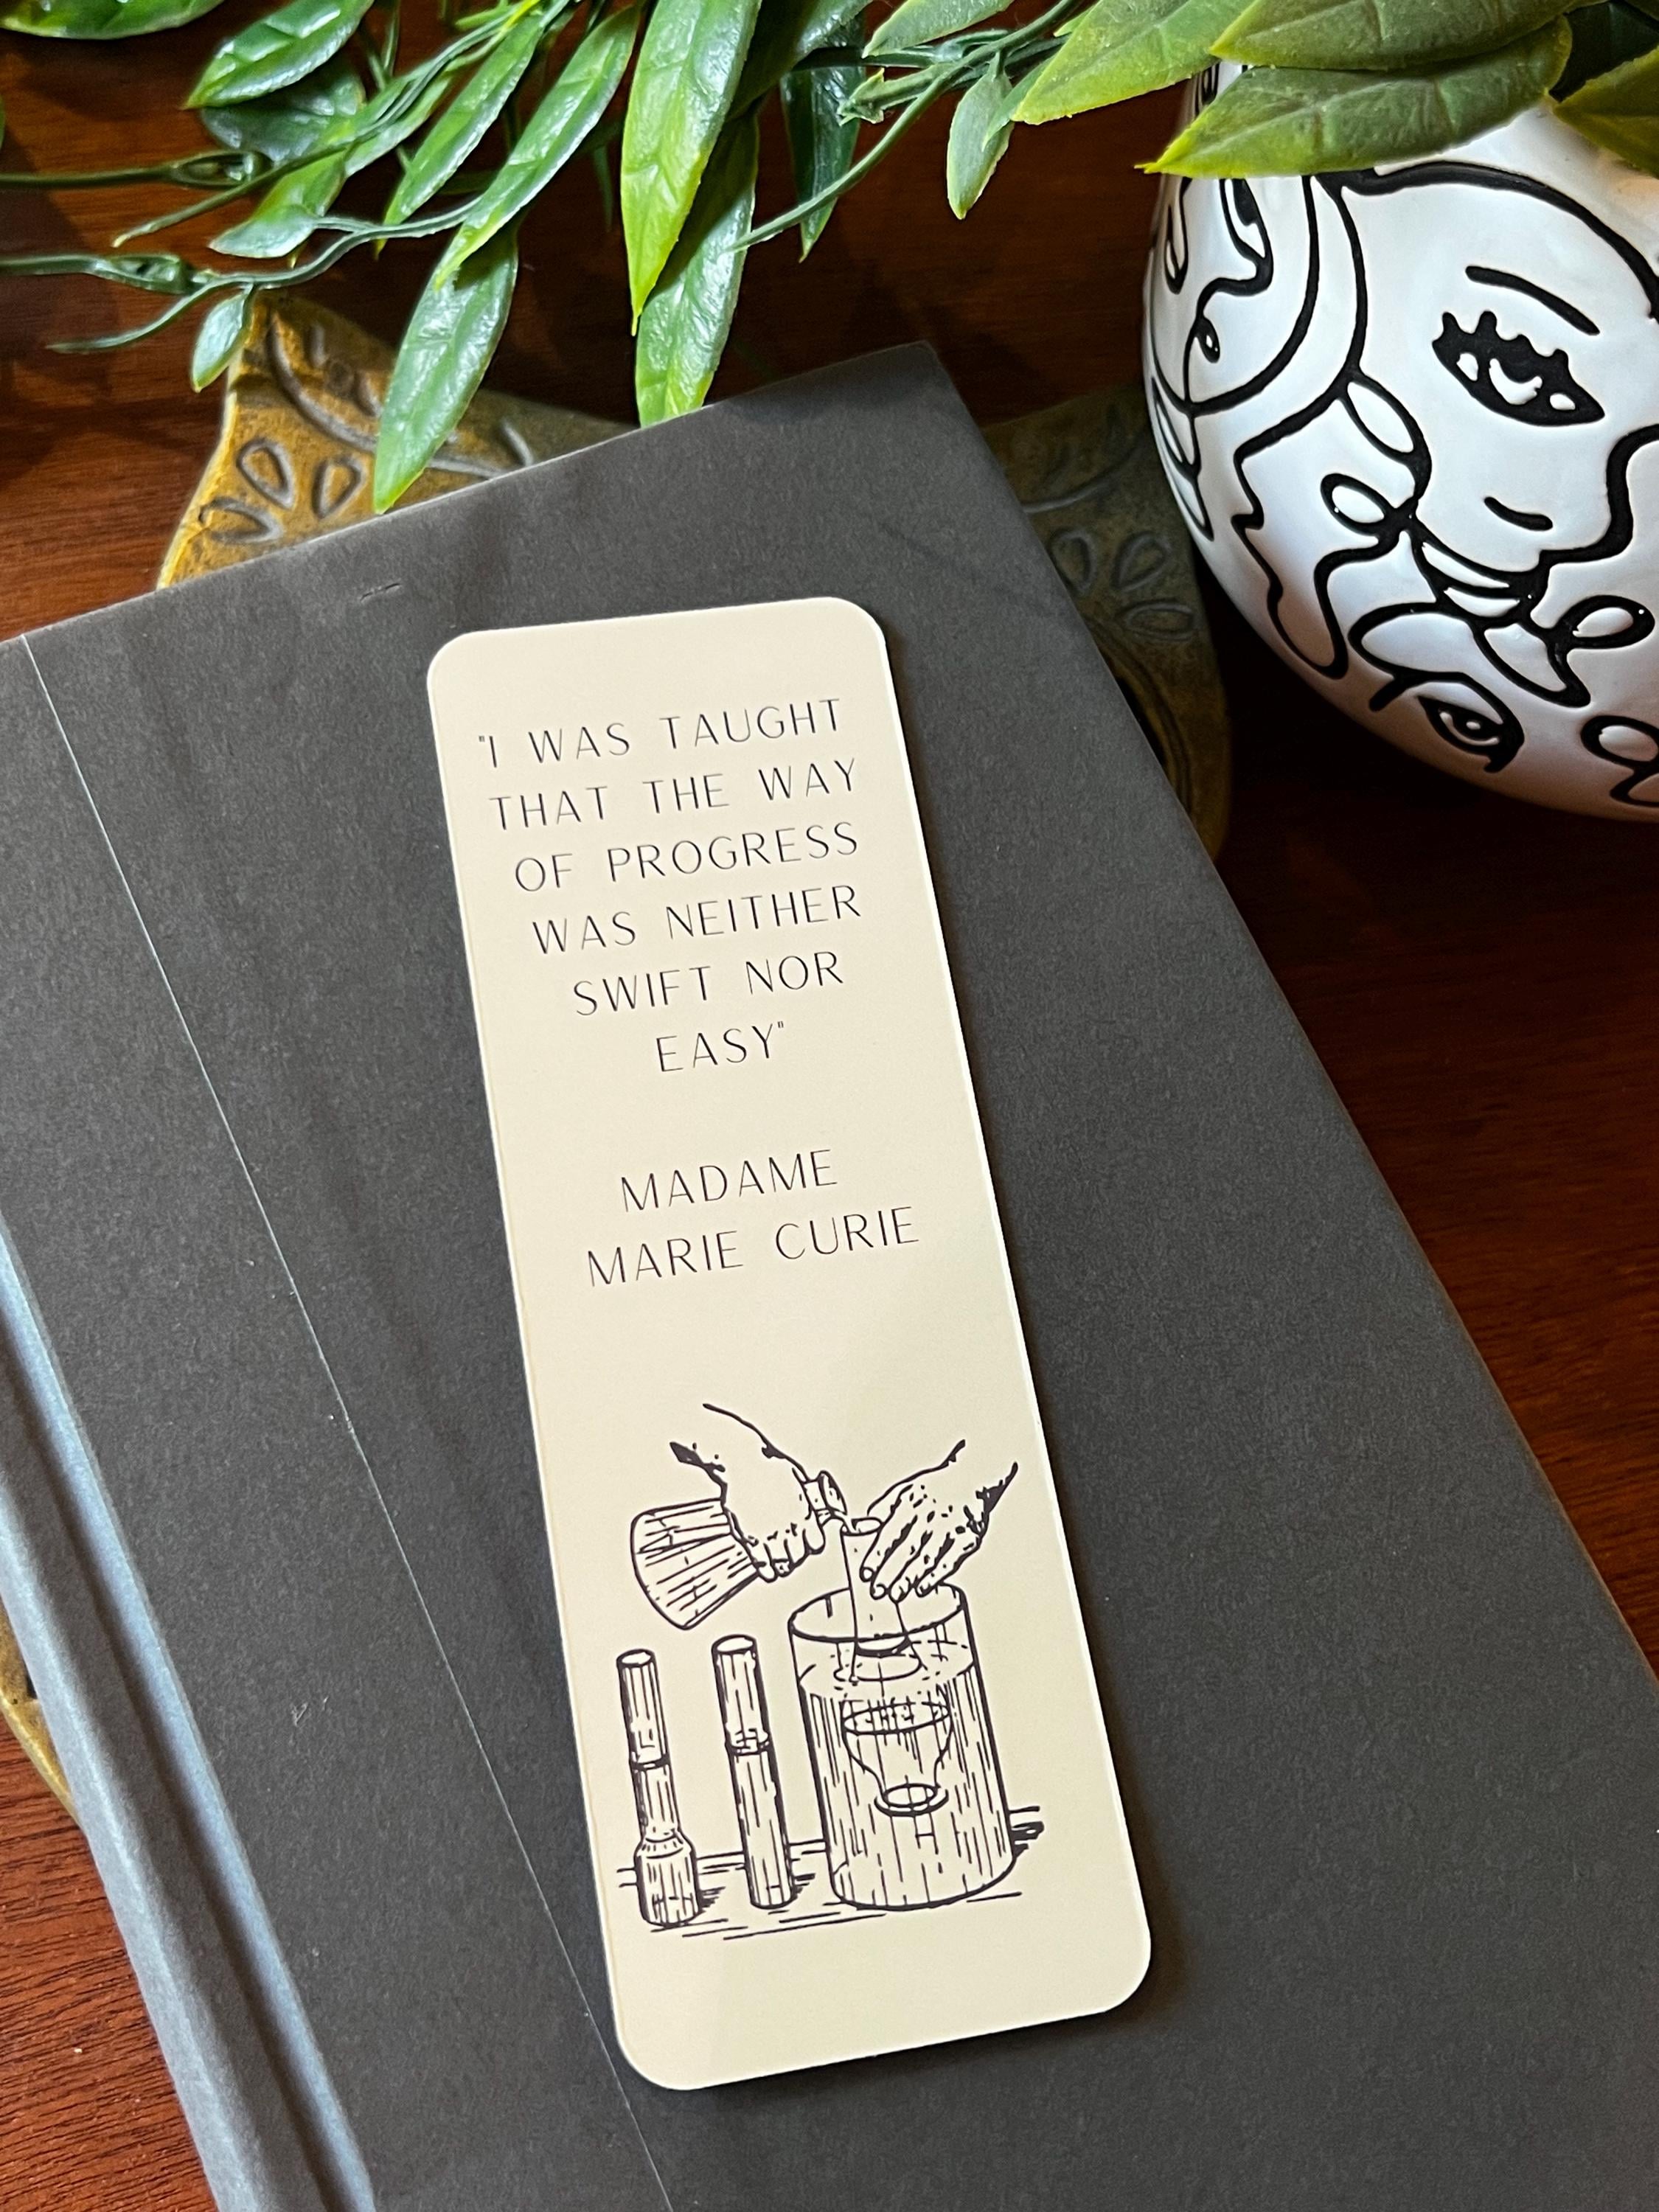 "I WAS TAUGHT
THAT THE WAY
OF PROGRESS
WAS NEITHER
SWIFT NOR
EASY"
MADAME
MARIE CURIE